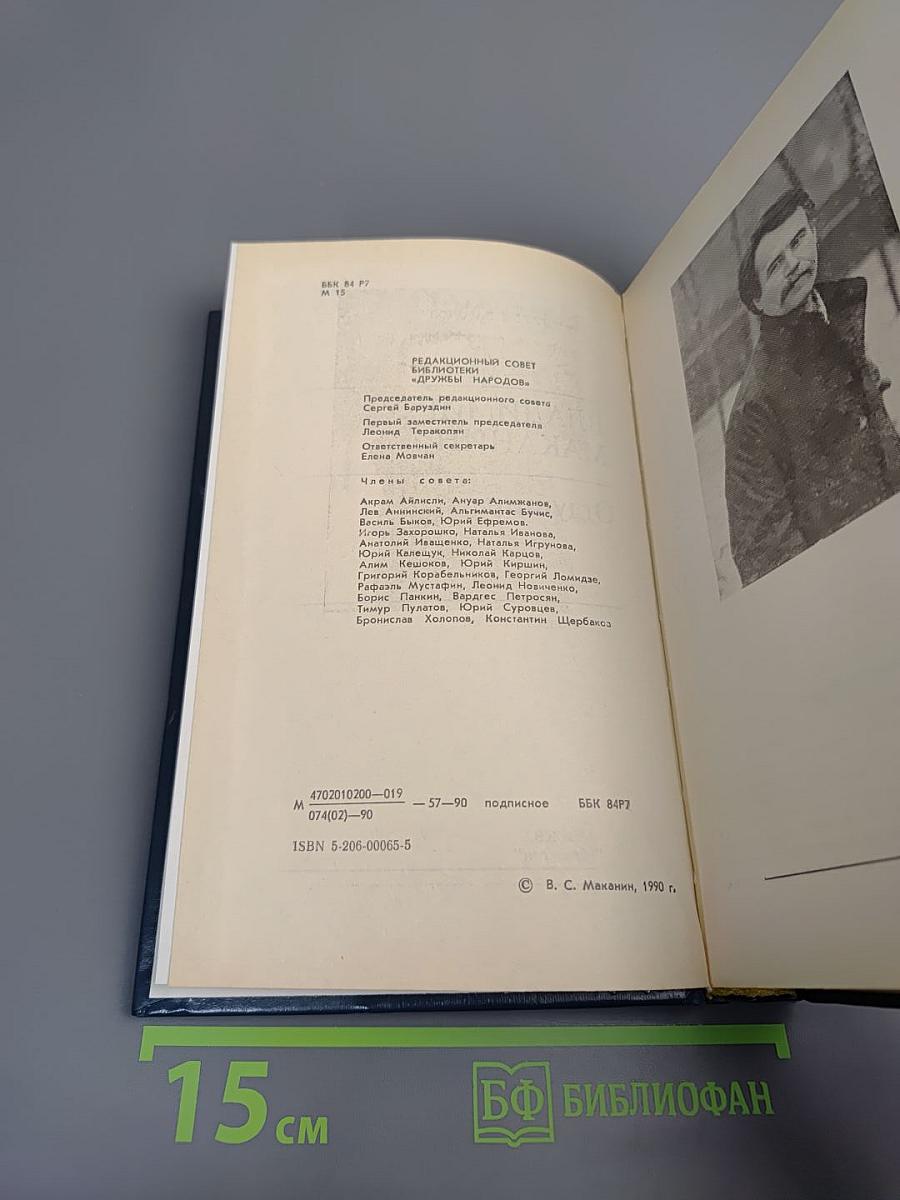 ББК 84 Р7
М 15
РЕДАКЦИОННЫЙ СОВЕТ
БИБЛИОТЕКИ
«ДРУЖБЫ НАРОДОВ»
Председатель редакционного совета
Сергей Баруздин
Первый заместитель председателя
Леонид Теракопян
Ответственный секретарь
Елена Мовчан
Члены совета:
Акрам Айлисли, Ануар Алимжанов,
Лев Аннинский, Альгимантас Бучис,
Василь Быков, Юрий Ефремов.
Игорь Захорошко, Наталья Иванова,
Анатолий Иващенко, Наталья Игрунова,
Юрий Калещук, Николай Карцов,
Алим Кешоков, Юрий Киршин,
Григорий Корабельников, Георгий Ломидзе,
Рафаэль Мустафин, Леонид Новиченко,
Борис Панкин, Вардгес Петросян,
Тимур Пулатов, Юрий Суровцев,
Бронислав Холопов, Константин Щербаков
М 4702010200—019
074(02)—90 — 57—90 подписное ББК 84Р7
ISBN 5-206-00065-5
© В. С. Маканин, 1990 г.
15 см
БФ БИБЛИОФАН